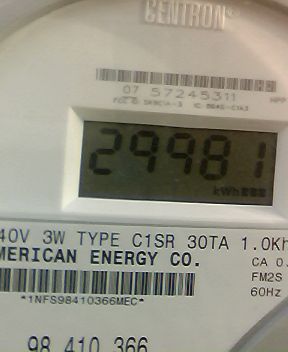 CENTRON®
07 57245311
29981
kWh
40V 3W TYPE C1SR 30TA 1.0Kh
MERICAN ENERGY CO.
CA 0.
FM2S
60Hz
*1NFS98410366MEC*
98 410 366